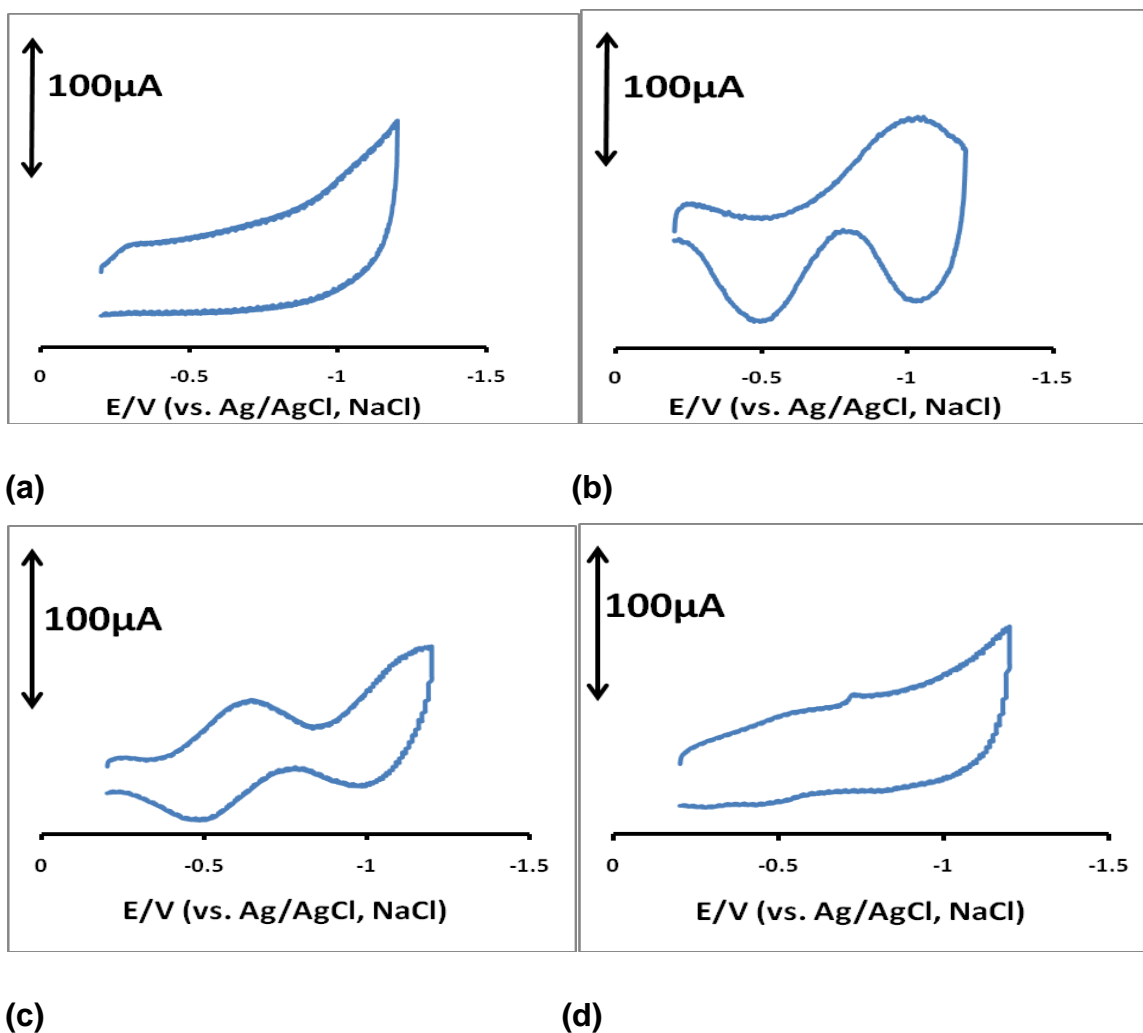 100μA
0 -0.5 -1 -1.5
E/V (vs. Ag/AgCl, NaCl)
(a)
100μA
0 -0.5 -1 -1.5
E/V (vs. Ag/AgCl, NaCl)
(b)
100μA
0 -0.5 -1 -1.5
E/V (vs. Ag/AgCl, NaCl)
(c)
100μA
0 -0.5 -1 -1.5
E/V (vs. Ag/AgCl, NaCl)
(d)